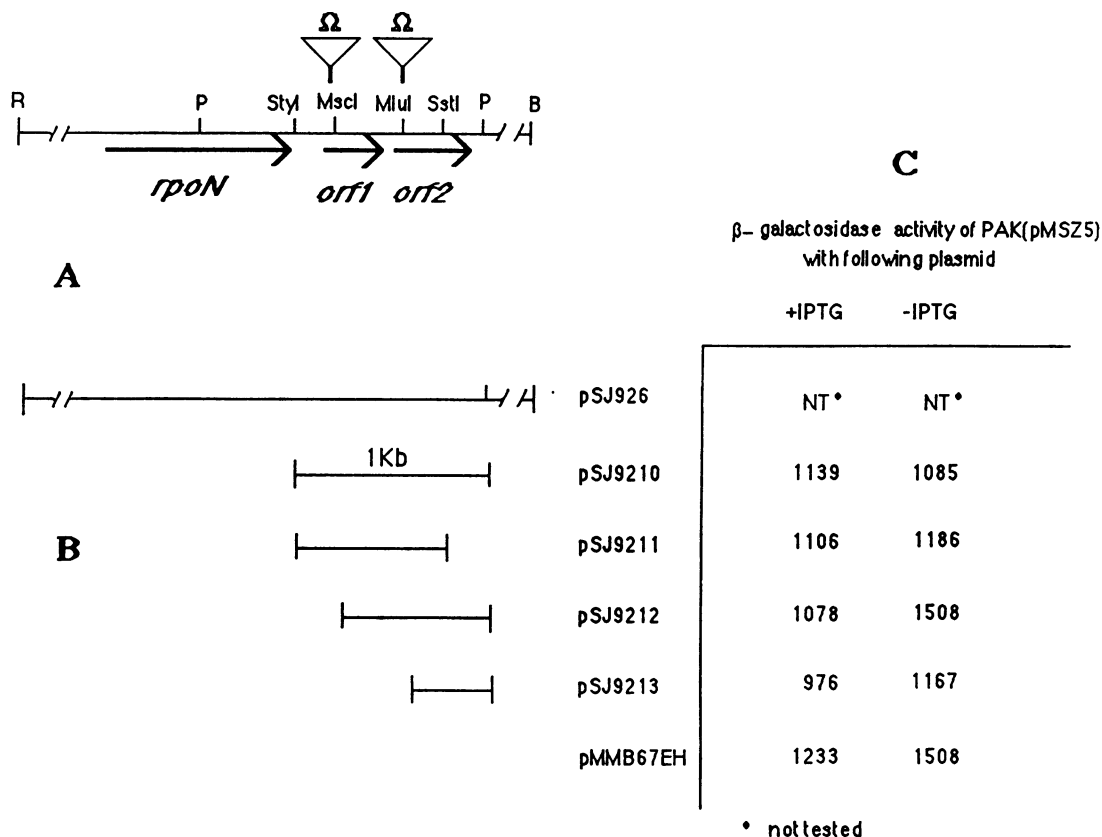 Ω Ω
R P StyI MscI MluI SstI P B
rpoN orf1 orf2
C
β- galactosidase activity of PAK(pMSZ5)
with following plasmid
A
+IPTG -IPTG
pSJ926 NT* NT*
1Kb
pSJ9210 1139 1085
B
pSJ9211 1106 1186
pSJ9212 1078 1508
pSJ9213 976 1167
pMMB67EH 1233 1508
* not tested